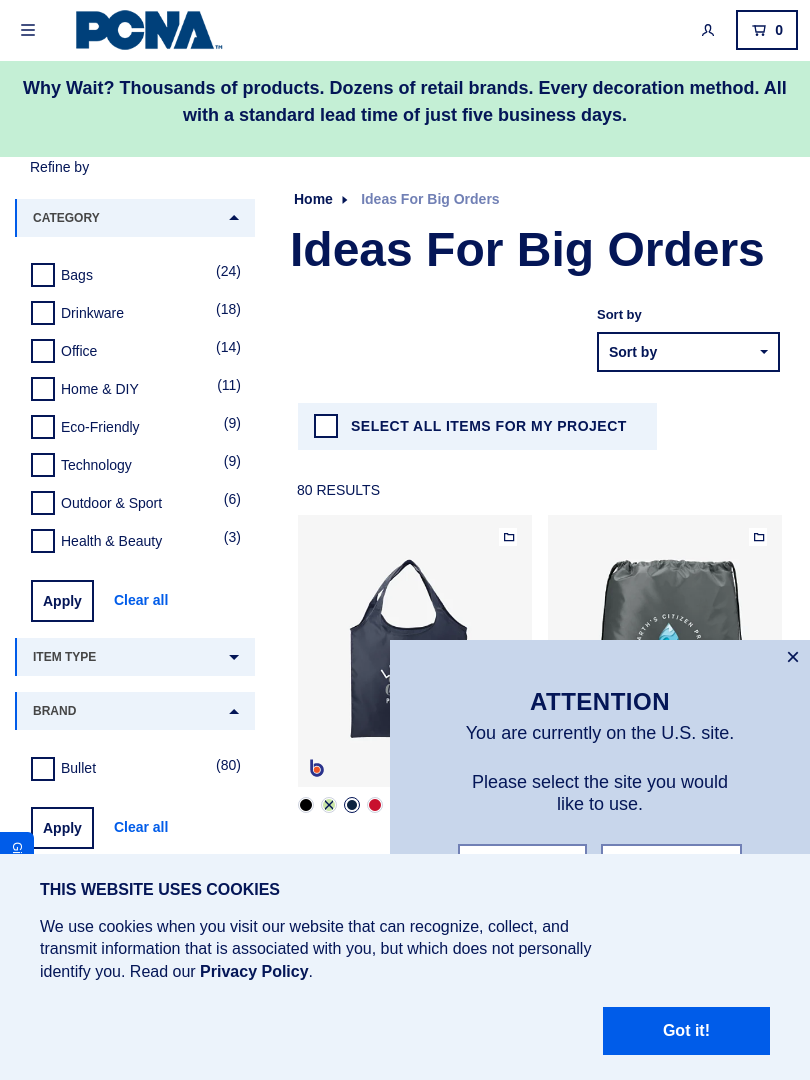 PCNA™
0
Why Wait? Thousands of products. Dozens of retail brands. Every decoration method. All
with a standard lead time of just five business days.
Refine by
CATEGORY
Bags (24)
Drinkware (18)
Office (14)
Home & DIY (11)
Eco-Friendly (9)
Technology (9)
Outdoor & Sport (6)
Health & Beauty (3)
Apply Clear all
ITEM TYPE
BRAND
Bullet (80)
Apply Clear all
Home Ideas For Big Orders
Ideas For Big Orders
Sort by
Sort by
SELECT ALL ITEMS FOR MY PROJECT
80 RESULTS
EARTH'S CITIZEN
b
ATTENTION
You are currently on the U.S. site.
Please select the site you would
like to use.
THIS WEBSITE USES COOKIES
We use cookies when you visit our website that can recognize, collect, and
transmit information that is associated with you, but which does not personally
identify you. Read our Privacy Policy.
Got it!